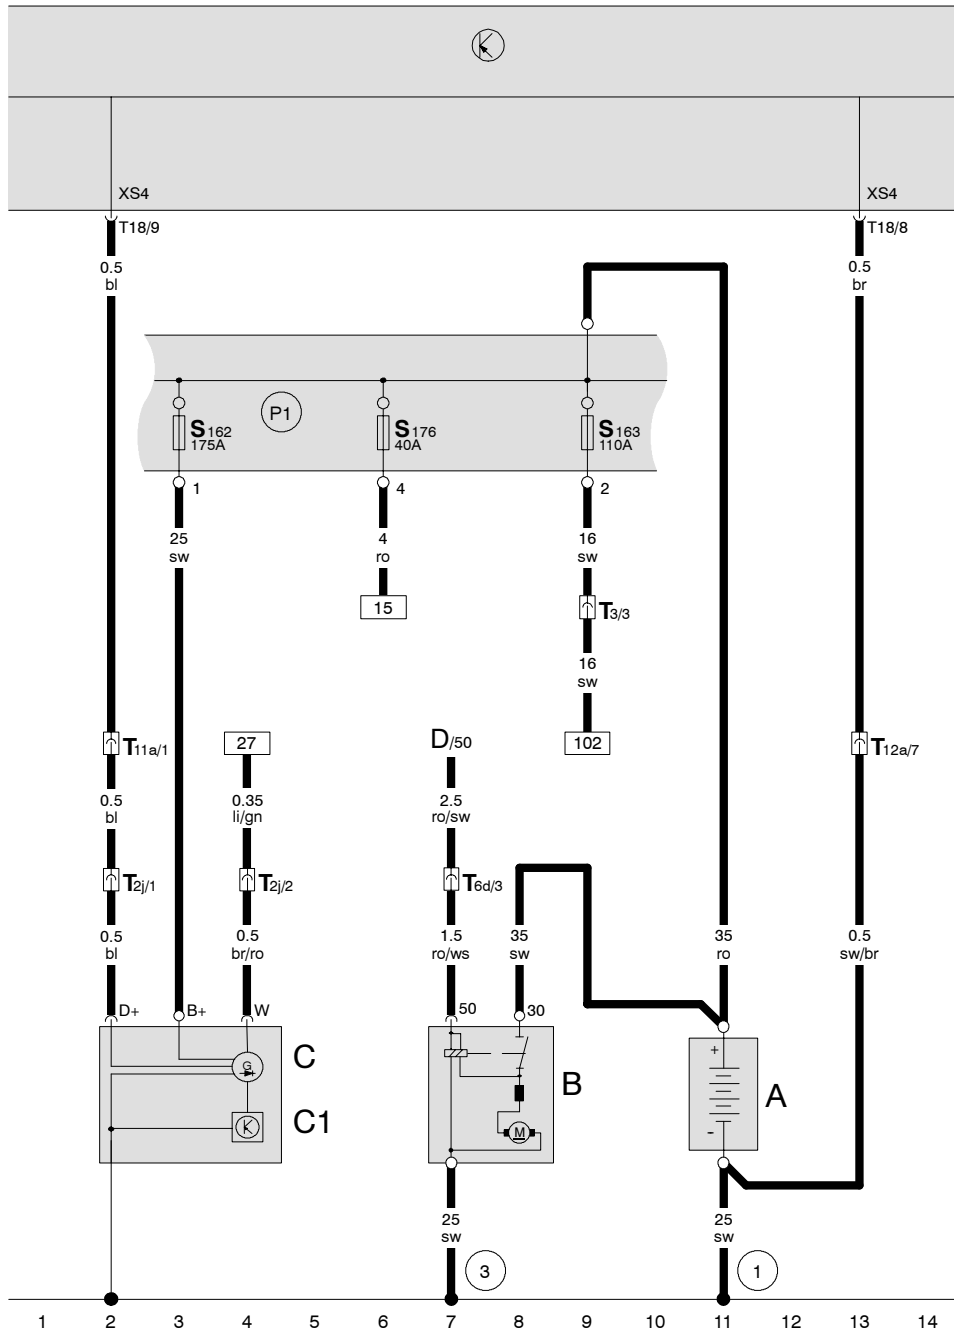 XS4
XS4
T18/9
T18/8
0.5
bl
0.5
br
P1
S162
175A
S176
40A
S163
110A
1
4
2
25
sw
4
ro
16
sw
15
T3/3
16
sw
T11a/1
27
D/50
102
T12a/7
0.5
bl
0.35
li/gn
2.5
ro/sw
T2j/1
T2j/2
T6d/3
0.5
bl
0.5
br/ro
1.5
ro/ws
35
sw
35
ro
0.5
sw/br
D+
B+
W
50
30
G
C
C1
M
B
+
-
A
25
sw
25
sw
3
1
1 2 3 4 5 6 7 8 9 10 11 12 13 14